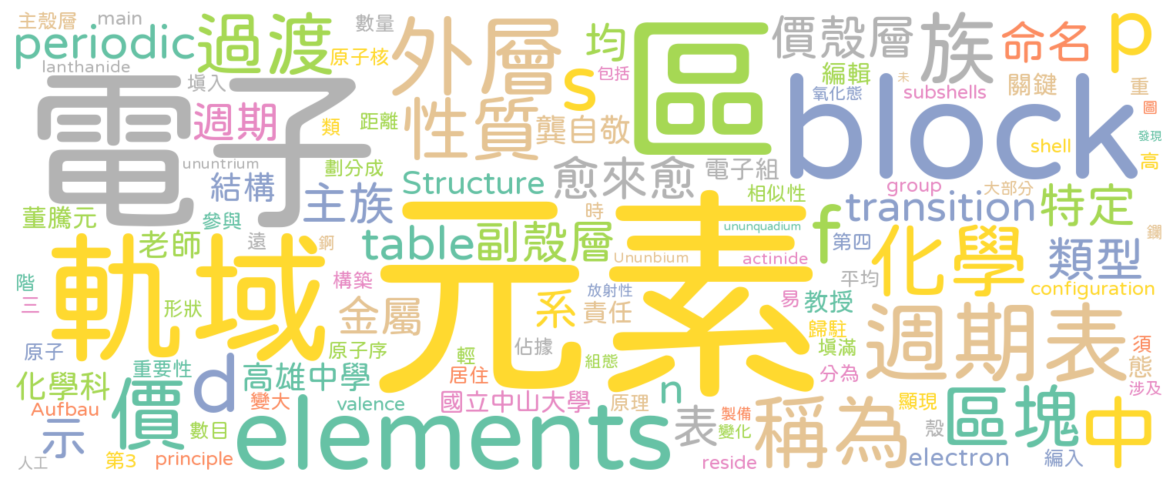 主殼層 main 數量
periodic 過渡 外層 均 區 價殼層 族 命名 p
lanthanide 原子核 包括 編輯 未 重
填入 電子 s block 氧化態 subshells 關鍵 圖
週期 類 距離 性質 龔自敬 shell 發現
ununtrium 劃分成 愈來愈 電子組 高
結構 主族 Structure 相似性 group 大部分
董騰元 參與 時 transition 特定
老師 遠 鋼 table 副殼層 ununquadium f 第四 化學 鑭
軌域 元素 Ununbium actinide 類型
階 構築 放射性 平均 configuration
三 形狀 金屬 系 責任 易 教授 週期表
原子 原子序 佔據 歸駐 須
重要性 輕 組態 填滿 態
化學科 價 d 高雄中學 居住 n 分為 涉及
Aufbau 變大 valence 國立中山大學 原理 顯現
示 數目 elements 表 製備 稱為 殼 區塊 中
變化
人工 第3 principle reside electron 編入